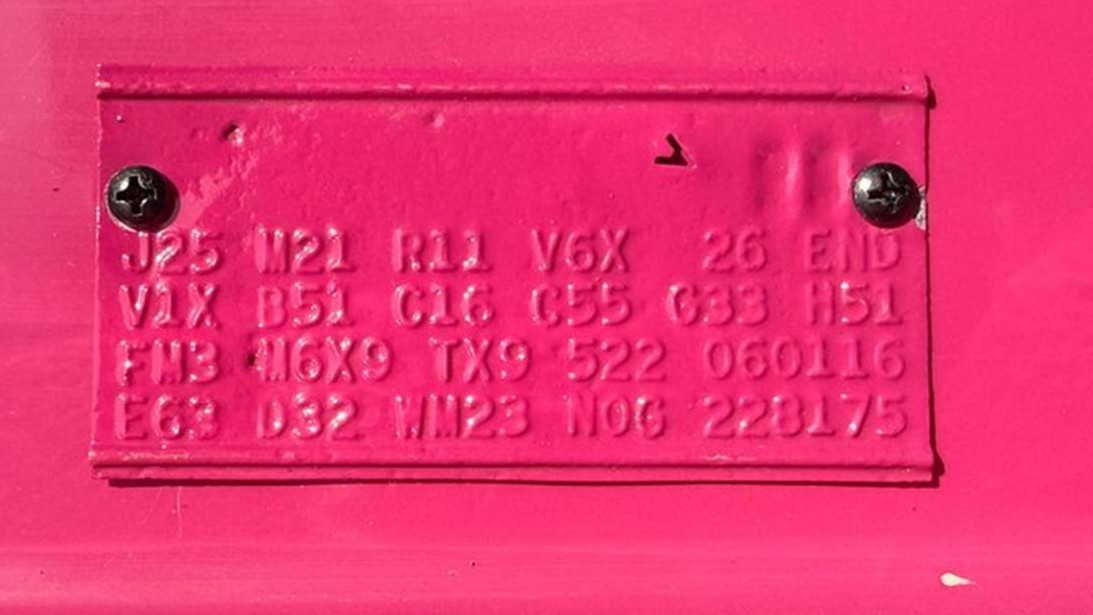 J25 M21 R11 V6X 26 END
V1X B51 C16 C55 G33 H51
FM3 M6X9 TX9 522 060116
E63 D32 WM23 N0G 228175